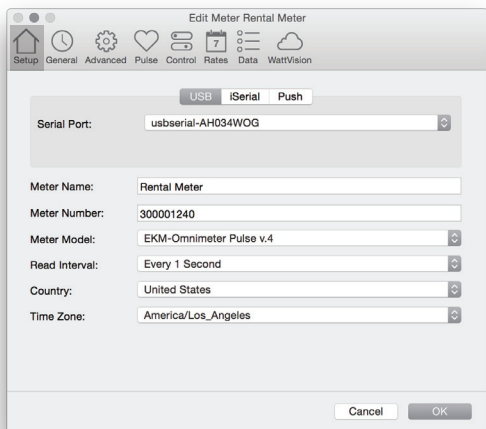 Edit Meter Rental Meter
7
Setup General Advanced Pulse Control Rates Data WattVision
USB iSerial Push
Serial Port: usbserial-AH034WOG
Meter Name: Rental Meter
Meter Number: 300001240
Meter Model: EKM-Omnimeter Pulse v.4
Read Interval: Every 1 Second
Country: United States
Time Zone: America/Los_Angeles
Cancel OK